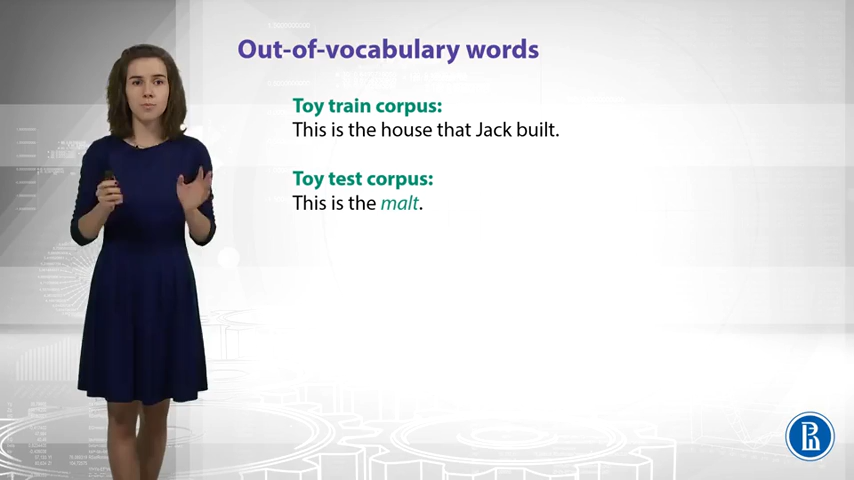 Out-of-vocabulary words
Toy train corpus:
This is the house that Jack built.
Toy test corpus:
This is the malt.